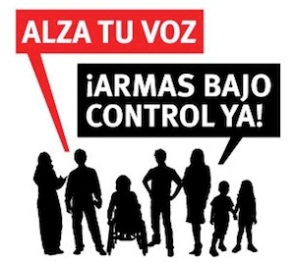 ALZA TU VOZ
¡ARMAS BAJO
CONTROL YA!